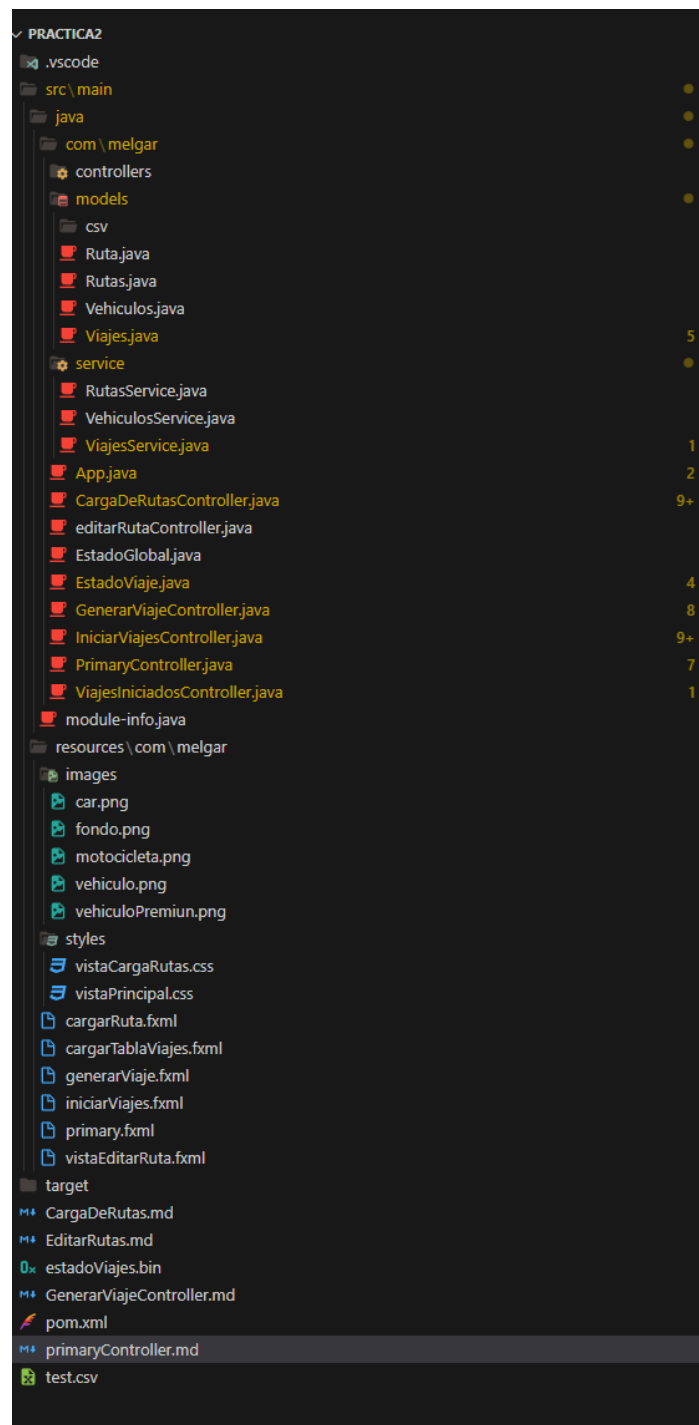 PRACTICA2
.vscode
src\main
java
com\melgar
controllers
models
csv
Ruta.java
Rutas.java
Vehiculos.java
Viajes.java 5
service
RutasService.java
VehiculosService.java
ViajesService.java 1
App.java 2
CargaDeRutasController.java 9+
editarRutaController.java
EstadoGlobal.java
EstadoViaje.java 4
GenerarViajeController.java 8
IniciarViajesController.java 9+
PrimaryController.java 7
ViajesIniciadosController.java 1
module-info.java
resources\com\melgar
images
car.png
fondo.png
motocicleta.png
vehiculo.png
vehiculoPremiun.png
styles
vistaCargaRutas.css
vistaPrincipal.css
cargarRuta.fxml
cargarTablaViajes.fxml
generarViaje.fxml
iniciarViajes.fxml
primary.fxml
vistaEditarRuta.fxml
target
CargaDeRutas.md
EditarRutas.md
estadoViajes.bin
GenerarViajeController.md
pom.xml
primaryController.md
test.csv